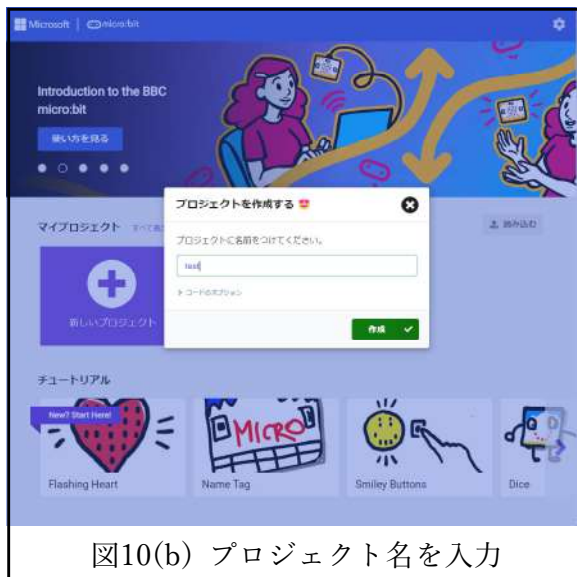 Microsoft | micro:bit
Introduction to the BBC
micro:bit
使い方を見る
プロジェクトを作成する
マイプロジェクト すべて表
読み込む
プロジェクトに名前をつけてください。
test
コードのオプション
新しいプロジェクト
作成
チュートリアル
New? Start Here!
MICRO
Flashing Heart
Name Tag
Smiley Buttons
Dice
図10(b) プロジェクト名を入力